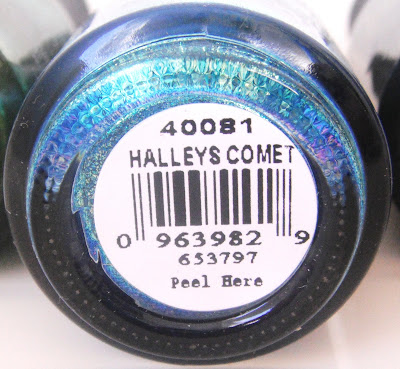 40081
HALLEYS COMET
0 963982 9
653797
Peel Here